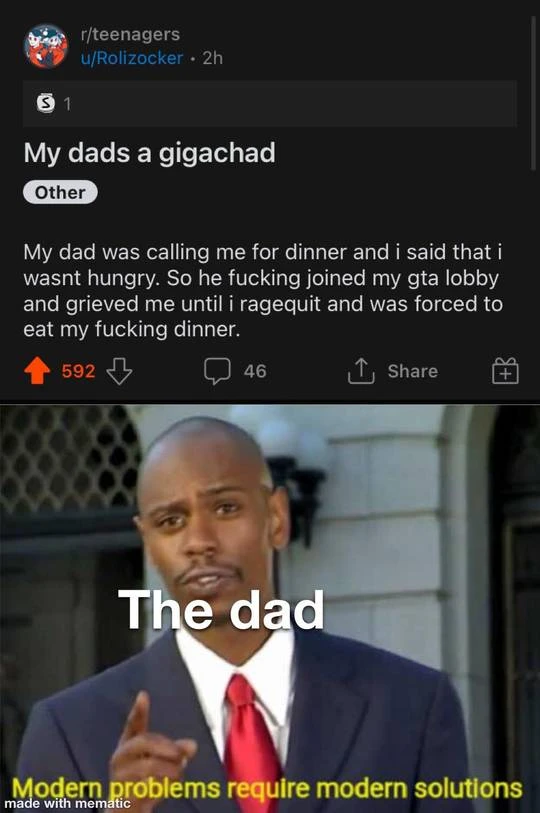 r/teenagers
u/Rolizocker • 2h
S 1
My dads a gigachad
Other
My dad was calling me for dinner and i said that i
wasnt hungry. So he fucking joined my gta lobby
and grieved me until i ragequit and was forced to
eat my fucking dinner.
592
46
Share
The dad
Modern problems require modern solutions
made with mematic